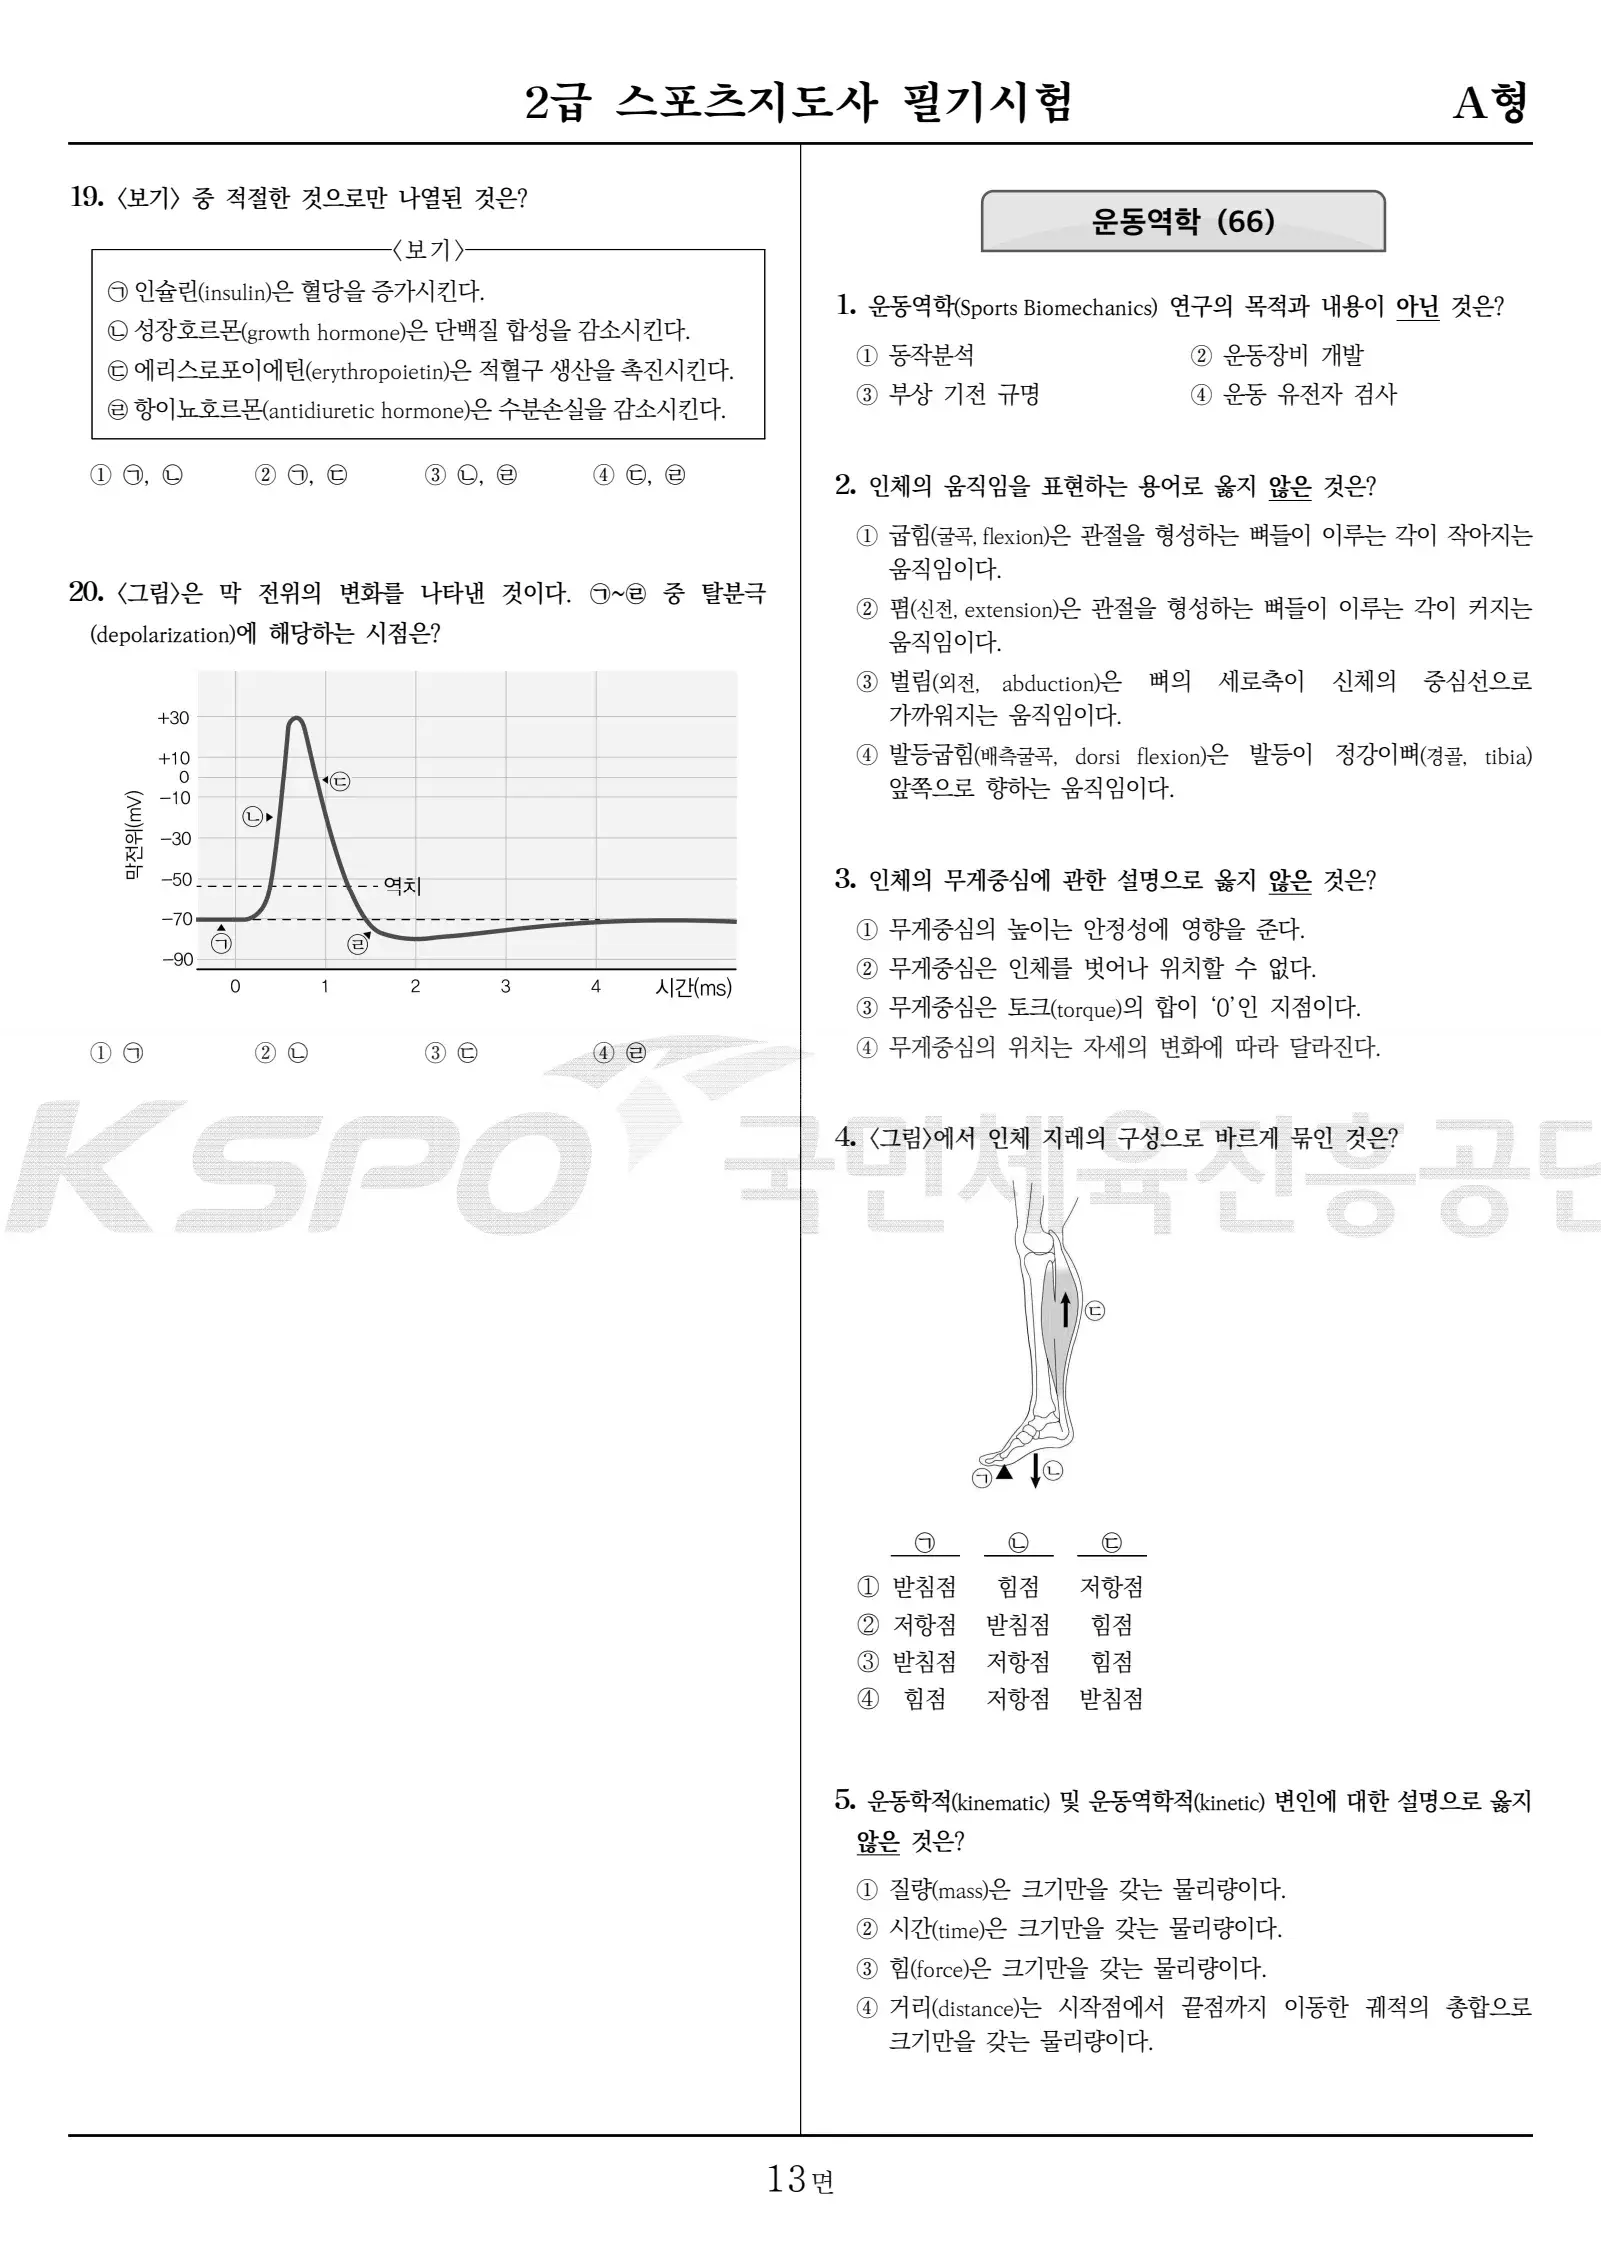 2급 스포츠지도사 필기시험
A형
19. 〈보기〉 중 적절한 것으로만 나열된 것은?
〈보기〉
㉠ 인슐린(insulin)은 혈당을 증가시킨다.
㉡ 성장호르몬(growth hormone)은 단백질 합성을 감소시킨다.
㉢ 에리스로포이에틴(erythropoietin)은 적혈구 생산을 촉진시킨다.
㉣ 항이뇨호르몬(antidiuretic hormone)은 수분손실을 감소시킨다.
① ㉠, ㉡ ② ㉠, ㉢ ③ ㉡, ㉣ ④ ㉢, ㉣
20. 〈그림〉은 막 전위의 변화를 나타낸 것이다. ㉠~㉣ 중 탈분극
(depolarization)에 해당하는 시점은?
막전위(mV)
+30
+10
0
-10
-30
-50
-70
-90
㉠
㉡
㉢
㉣
역치
0 1 2 3 4 시간(ms)
① ㉠ ② ㉡ ③ ㉢ ④ ㉣
운동역학 (66)
1. 운동역학(Sports Biomechanics) 연구의 목적과 내용이 아닌 것은?
① 동작분석 ② 운동장비 개발
③ 부상 기전 규명 ④ 운동 유전자 검사
2. 인체의 움직임을 표현하는 용어로 옳지 않은 것은?
① 굽힘(굴곡, flexion)은 관절을 형성하는 뼈들이 이루는 각이 작아지는
움직임이다.
② 폄(신전, extension)은 관절을 형성하는 뼈들이 이루는 각이 커지는
움직임이다.
③ 벌림(외전, abduction)은 뼈의 세로축이 신체의 중심선으로
가까워지는 움직임이다.
④ 발등굽힘(배측굴곡, dorsi flexion)은 발등이 정강이뼈(경골, tibia)
앞쪽으로 향하는 움직임이다.
3. 인체의 무게중심에 관한 설명으로 옳지 않은 것은?
① 무게중심의 높이는 안정성에 영향을 준다.
② 무게중심은 인체를 벗어나 위치할 수 없다.
③ 무게중심은 토크(torque)의 합이 ‘0’인 지점이다.
④ 무게중심의 위치는 자세의 변화에 따라 달라진다.
KSPO 국민체육진흥공단
4. 〈그림〉에서 인체 지레의 구성으로 바르게 묶인 것은?
㉢
㉠
㉡
㉠ ㉡ ㉢
① 받침점 힘점 저항점
② 저항점 받침점 힘점
③ 받침점 저항점 힘점
④ 힘점 저항점 받침점
5. 운동학적(kinematic) 및 운동역학적(kinetic) 변인에 대한 설명으로 옳지
않은 것은?
① 질량(mass)은 크기만을 갖는 물리량이다.
② 시간(time)은 크기만을 갖는 물리량이다.
③ 힘(force)은 크기만을 갖는 물리량이다.
④ 거리(distance)는 시작점에서 끝점까지 이동한 궤적의 총합으로
크기만을 갖는 물리량이다.
13면